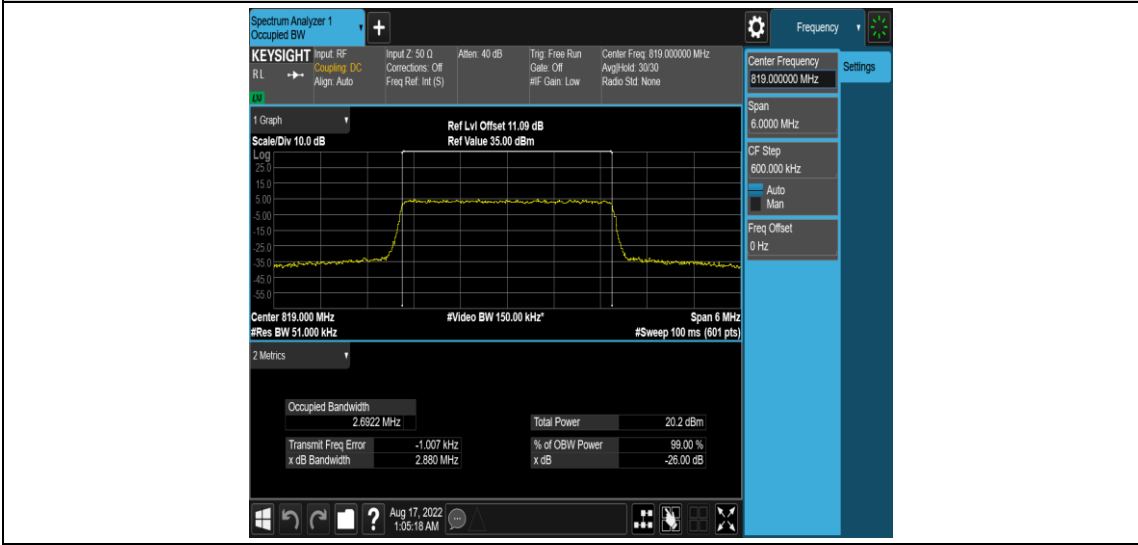 Spectrum Analyzer 1
Occupied BW
+
Frequency
KEYSIGHT
RL
LM
Input: RF
Coupling: DC
Align: Auto
Input Z: 50 Ω
Corrections: Off
Freq Ref: Int (S)
Atten: 40 dB
Trig: Free Run
Gate: Off
#IF Gain: Low
Center Freq: 819.000000 MHz
Avg|Hold: 30/30
Radio Std: None
Center Frequency
819.000000 MHz
Settings
Span
6.0000 MHz
CF Step
600.000 kHz
Auto
Man
Freq Offset
0 Hz
1 Graph
Scale/Div 10.0 dB
Ref Lvl Offset 11.09 dB
Ref Value 35.00 dBm
Log
25.0
15.0
5.00
-5.00
-15.0
-25.0
-35.0
-45.0
-55.0
Center 819.000 MHz
#Video BW 150.00 kHz*
Span 6 MHz
#Res BW 51.000 kHz
#Sweep 100 ms (601 pts)
2 Metrics
Occupied Bandwidth
2.6922 MHz
Total Power 20.2 dBm
Transmit Freq Error -1.007 kHz
% of OBW Power 99.00 %
x dB Bandwidth 2.880 MHz
x dB -26.00 dB
?
Aug 17, 2022
1:05:18 AM